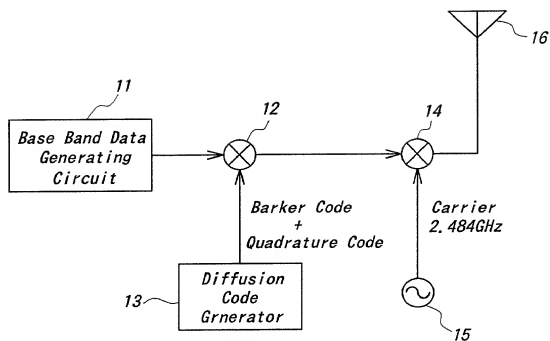 16
11
12
14
Base Band Data
Generating
Circuit
Barker Code
+
Quadrature Code
Carrier
2.484GHz
13
Diffusion
Code
Grnerator
15